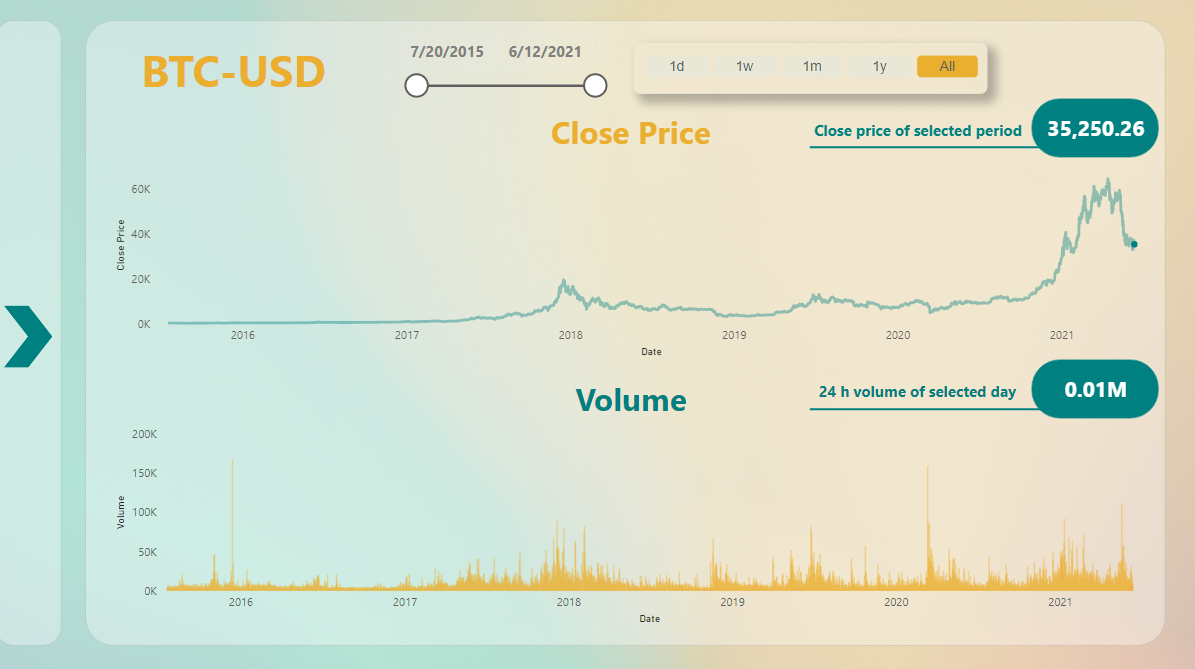 BTC-USD
7/20/2015 6/12/2021
1d 1w 1m 1y All
Close Price
Close price of selected period
35,250.26
Close Price
60K
40K
20K
0K
2016 2017 2018 2019 2020 2021
Date
Volume
24 h volume of selected day
0.01M
Volume
200K
150K
100K
50K
0K
2016 2017 2018 2019 2020 2021
Date